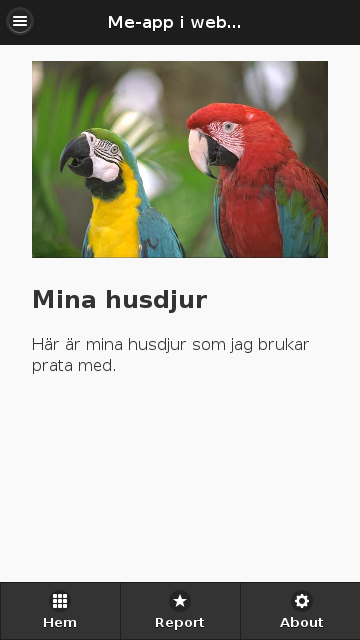 Me-app i web...
Mina husdjur
Här är mina husdjur som jag brukar
prata med.
Hem
Report
About